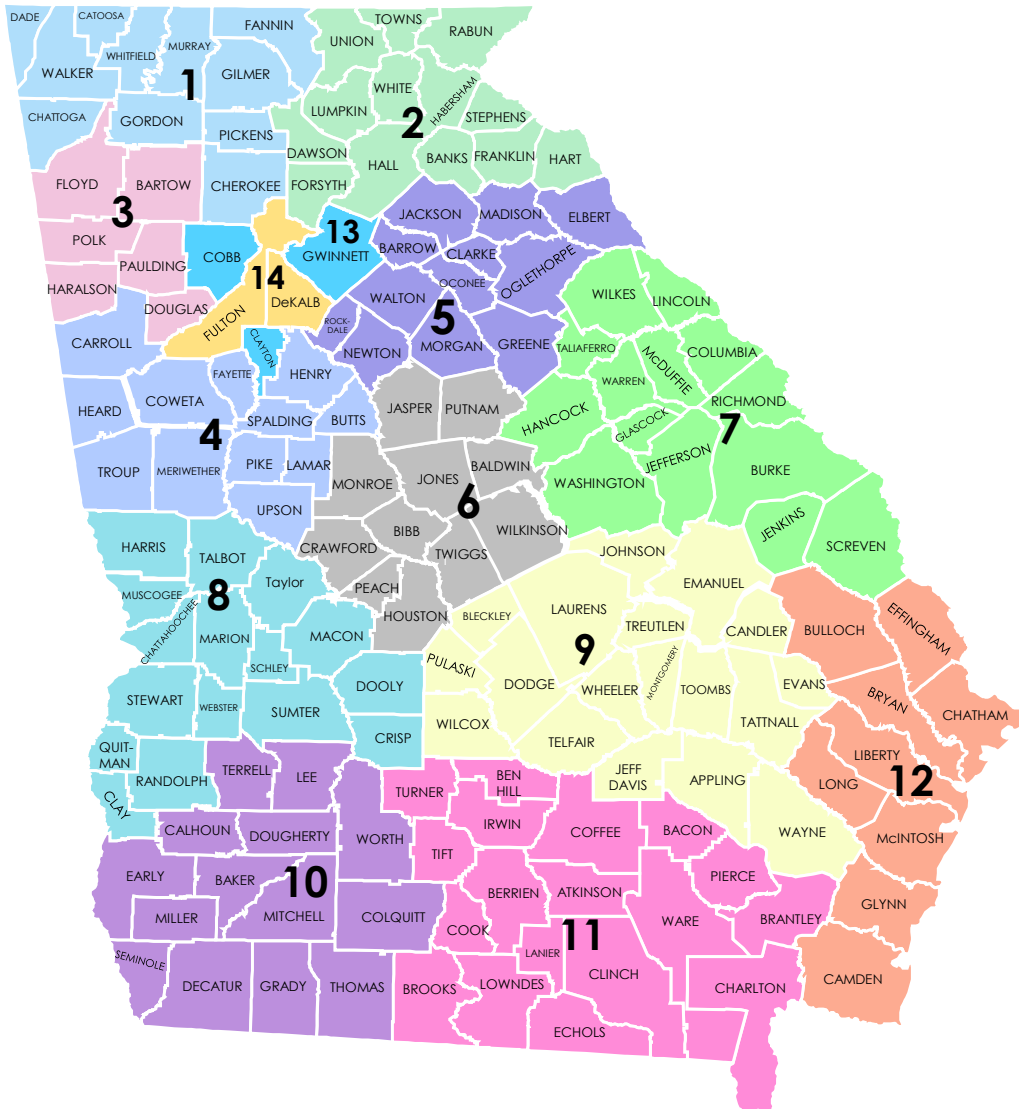 DADE
CATOOSA
FANNIN
TOWNS
UNION
RABUN
WHITFIELD
MURRAY
WALKER
GILMER
1
WHITE
HABERSHAM
LUMPKIN
STEPHENS
CHATTOGA
GORDON
2
PICKENS
DAWSON
HALL
BANKS
FRANKLIN
HART
FLOYD
BARTOW
CHEROKEE
FORSYTH
3
JACKSON
MADISON
ELBERT
13
POLK
PAULDING
COBB
GWINNETT
BARROW
CLARKE
OGLETHORPE
14
HARALSON
DOUGLAS
FULTON
DeKALB
WALTON
OCONEE
WILKES
LINCOLN
ROCK-
DALE
5
CARROLL
CLAYTON
NEWTON
MORGAN
GREENE
TALIAFERRO
McDUFFIE
COLUMBIA
FAYETTE
HENRY
WARREN
HEARD
COWETA
SPALDING
BUTTS
JASPER
PUTNAM
HANCOCK
GLASCOCK
RICHMOND
4
7
TROUP
MERIWETHER
PIKE
LAMAR
MONROE
JONES
BALDWIN
WASHINGTON
JEFFERSON
BURKE
6
UPSON
BIBB
WILKINSON
JENKINS
SCREVEN
HARRIS
TALBOT
CRAWFORD
TWIGGS
JOHNSON
Taylor
PEACH
EMANUEL
MUSCOGEE
8
HOUSTON
BLECKLEY
LAURENS
CHATTAHOOCHEE
MARION
MACON
TREUTLEN
CANDLER
BULLOCH
EFFINGHAM
9
SCHLEY
PULASKI
STEWART
WEBSTER
SUMTER
DOOLY
DODGE
WHEELER
MONTGOMERY
TOOMBS
EVANS
BRYAN
CHATHAM
CRISP
WILCOX
TELFAIR
TATTNALL
QUIT-
MAN
RANDOLPH
TERRELL
LEE
LIBERTY
CLAY
TURNER
BEN
HILL
JEFF
DAVIS
APPLING
LONG
12
CALHOUN
DOUGHERTY
WORTH
IRWIN
COFFEE
BACON
WAYNE
McINTOSH
TIFT
EARLY
BAKER
10
BERRIEN
ATKINSON
PIERCE
MILLER
MITCHELL
COLQUITT
COOK
11
WARE
BRANTLEY
GLYNN
SEMINOLE
LANIER
DECATUR
GRADY
THOMAS
BROOKS
LOWNDES
CLINCH
CHARLTON
CAMDEN
ECHOLS